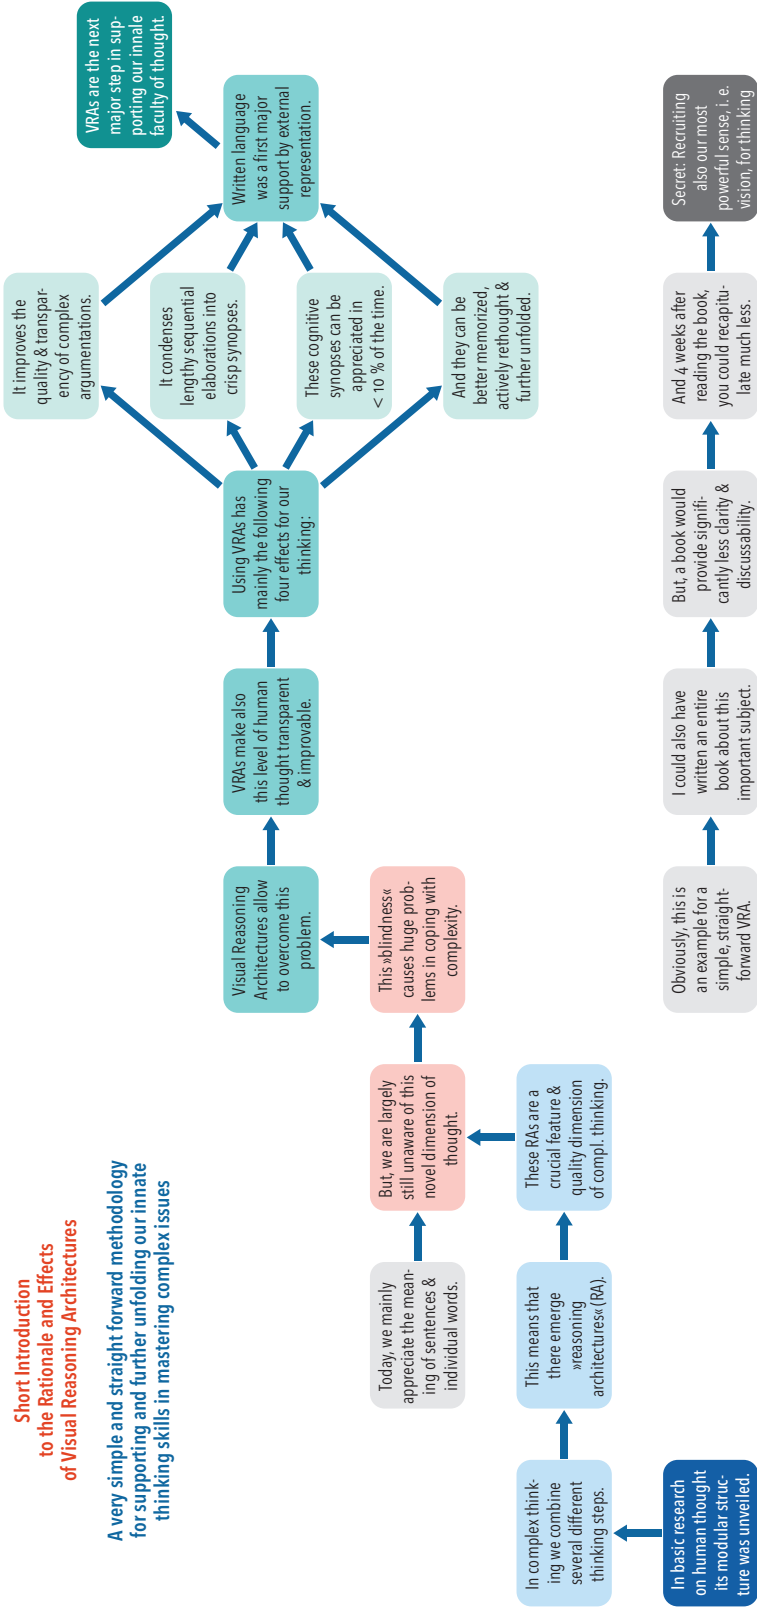 Short Introduction
to the Rationale and Effects
of Visual Reasoning Architectures
A very simple and straight forward methodology
for supporting and further unfolding our innate
thinking skills in mastering complex issues
In basic research
on human thought
its modular struc-
ture was unveiled.
In complex think-
ing we combine
several different
thinking steps.
This means that
there emerge
»reasoning
architectures« (RA).
These RAs are a
crucial feature &
quality dimension
of compl. thinking.
Today, we mainly
appreciate the mean-
ing of sentences &
individual words.
But, we are largely
still unaware of this
novel dimension of
thought.
This »blindness«
causes huge prob-
lems in coping with
complexity.
Visual Reasoning
Architectures allow
to overcome this
problem.
VRAs make also
this level of human
thought transparent
& improvable.
Using VRAs has
mainly the following
four effects for our
thinking:
It improves the
quality & transpar-
ency of complex
argumentations.
It condenses
lengthy sequential
elaborations into
crisp synopses.
These cognitive
synopses can be
appreciated in
< 10 % of the time.
And they can be
better memorized,
actively rethought &
further unfolded.
Written language
was a first major
support by external
representation.
VRAs are the next
major step in sup-
porting our innale
faculty of thought.
Obviously, this is
an example for a
simple, straight-
forward VRA.
I could also have
written an entire
book about this
important subject.
But, a book would
provide signifi-
cantly less clarity &
discussability.
And 4 weeks after
reading the book,
you could recapitu-
late much less.
Secret: Recruiting
also our most
powerful sense, i. e.
vision, for thinking